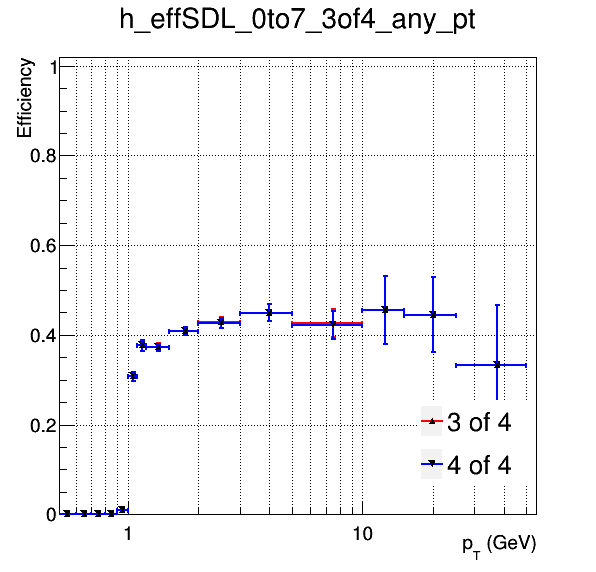 h_effSDL_0to7_3of4_any_pt
Efficiency
1
0.8
0.6
0.4
0.2
0
3 of 4
4 of 4
1
10
pT (GeV)